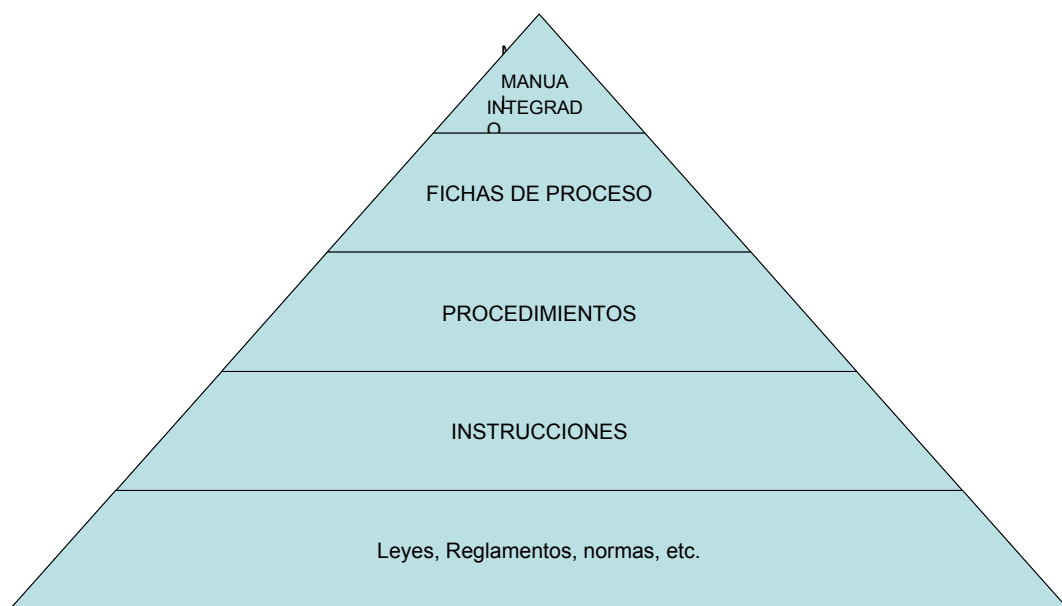 MANUA
L
INTEGRAD
O
FICHAS DE PROCESO
PROCEDIMIENTOS
INSTRUCCIONES
Leyes, Reglamentos, normas, etc.